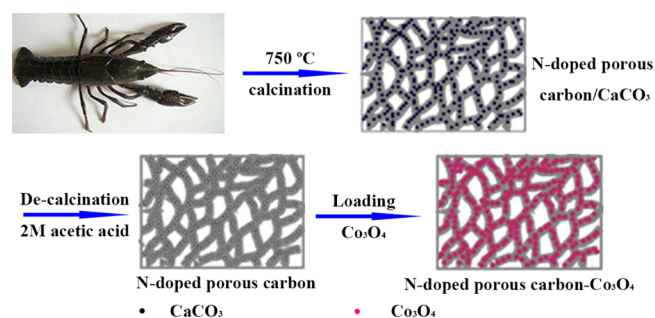 750 ºC
calcination
N-doped porous
carbon/CaCO₃
De-calcination
2M acetic acid
Loading
Co₃O₄
N-doped porous carbon
N-doped porous carbon-Co₃O₄
• CaCO₃
• Co₃O₄